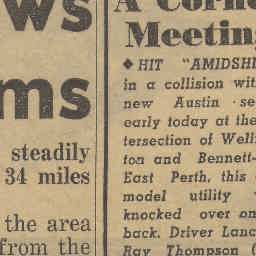 ws
ms
steadily
34 miles
the area
from the
A Corne
Meeting
◆ HIT "AMIDSHI
in a collision wit
new Austin se
early today at the
tersection of Well
ton and Bennett-
East Perth, this
model utility
knocked over on
back. Driver Lanc
Ray Thompson (